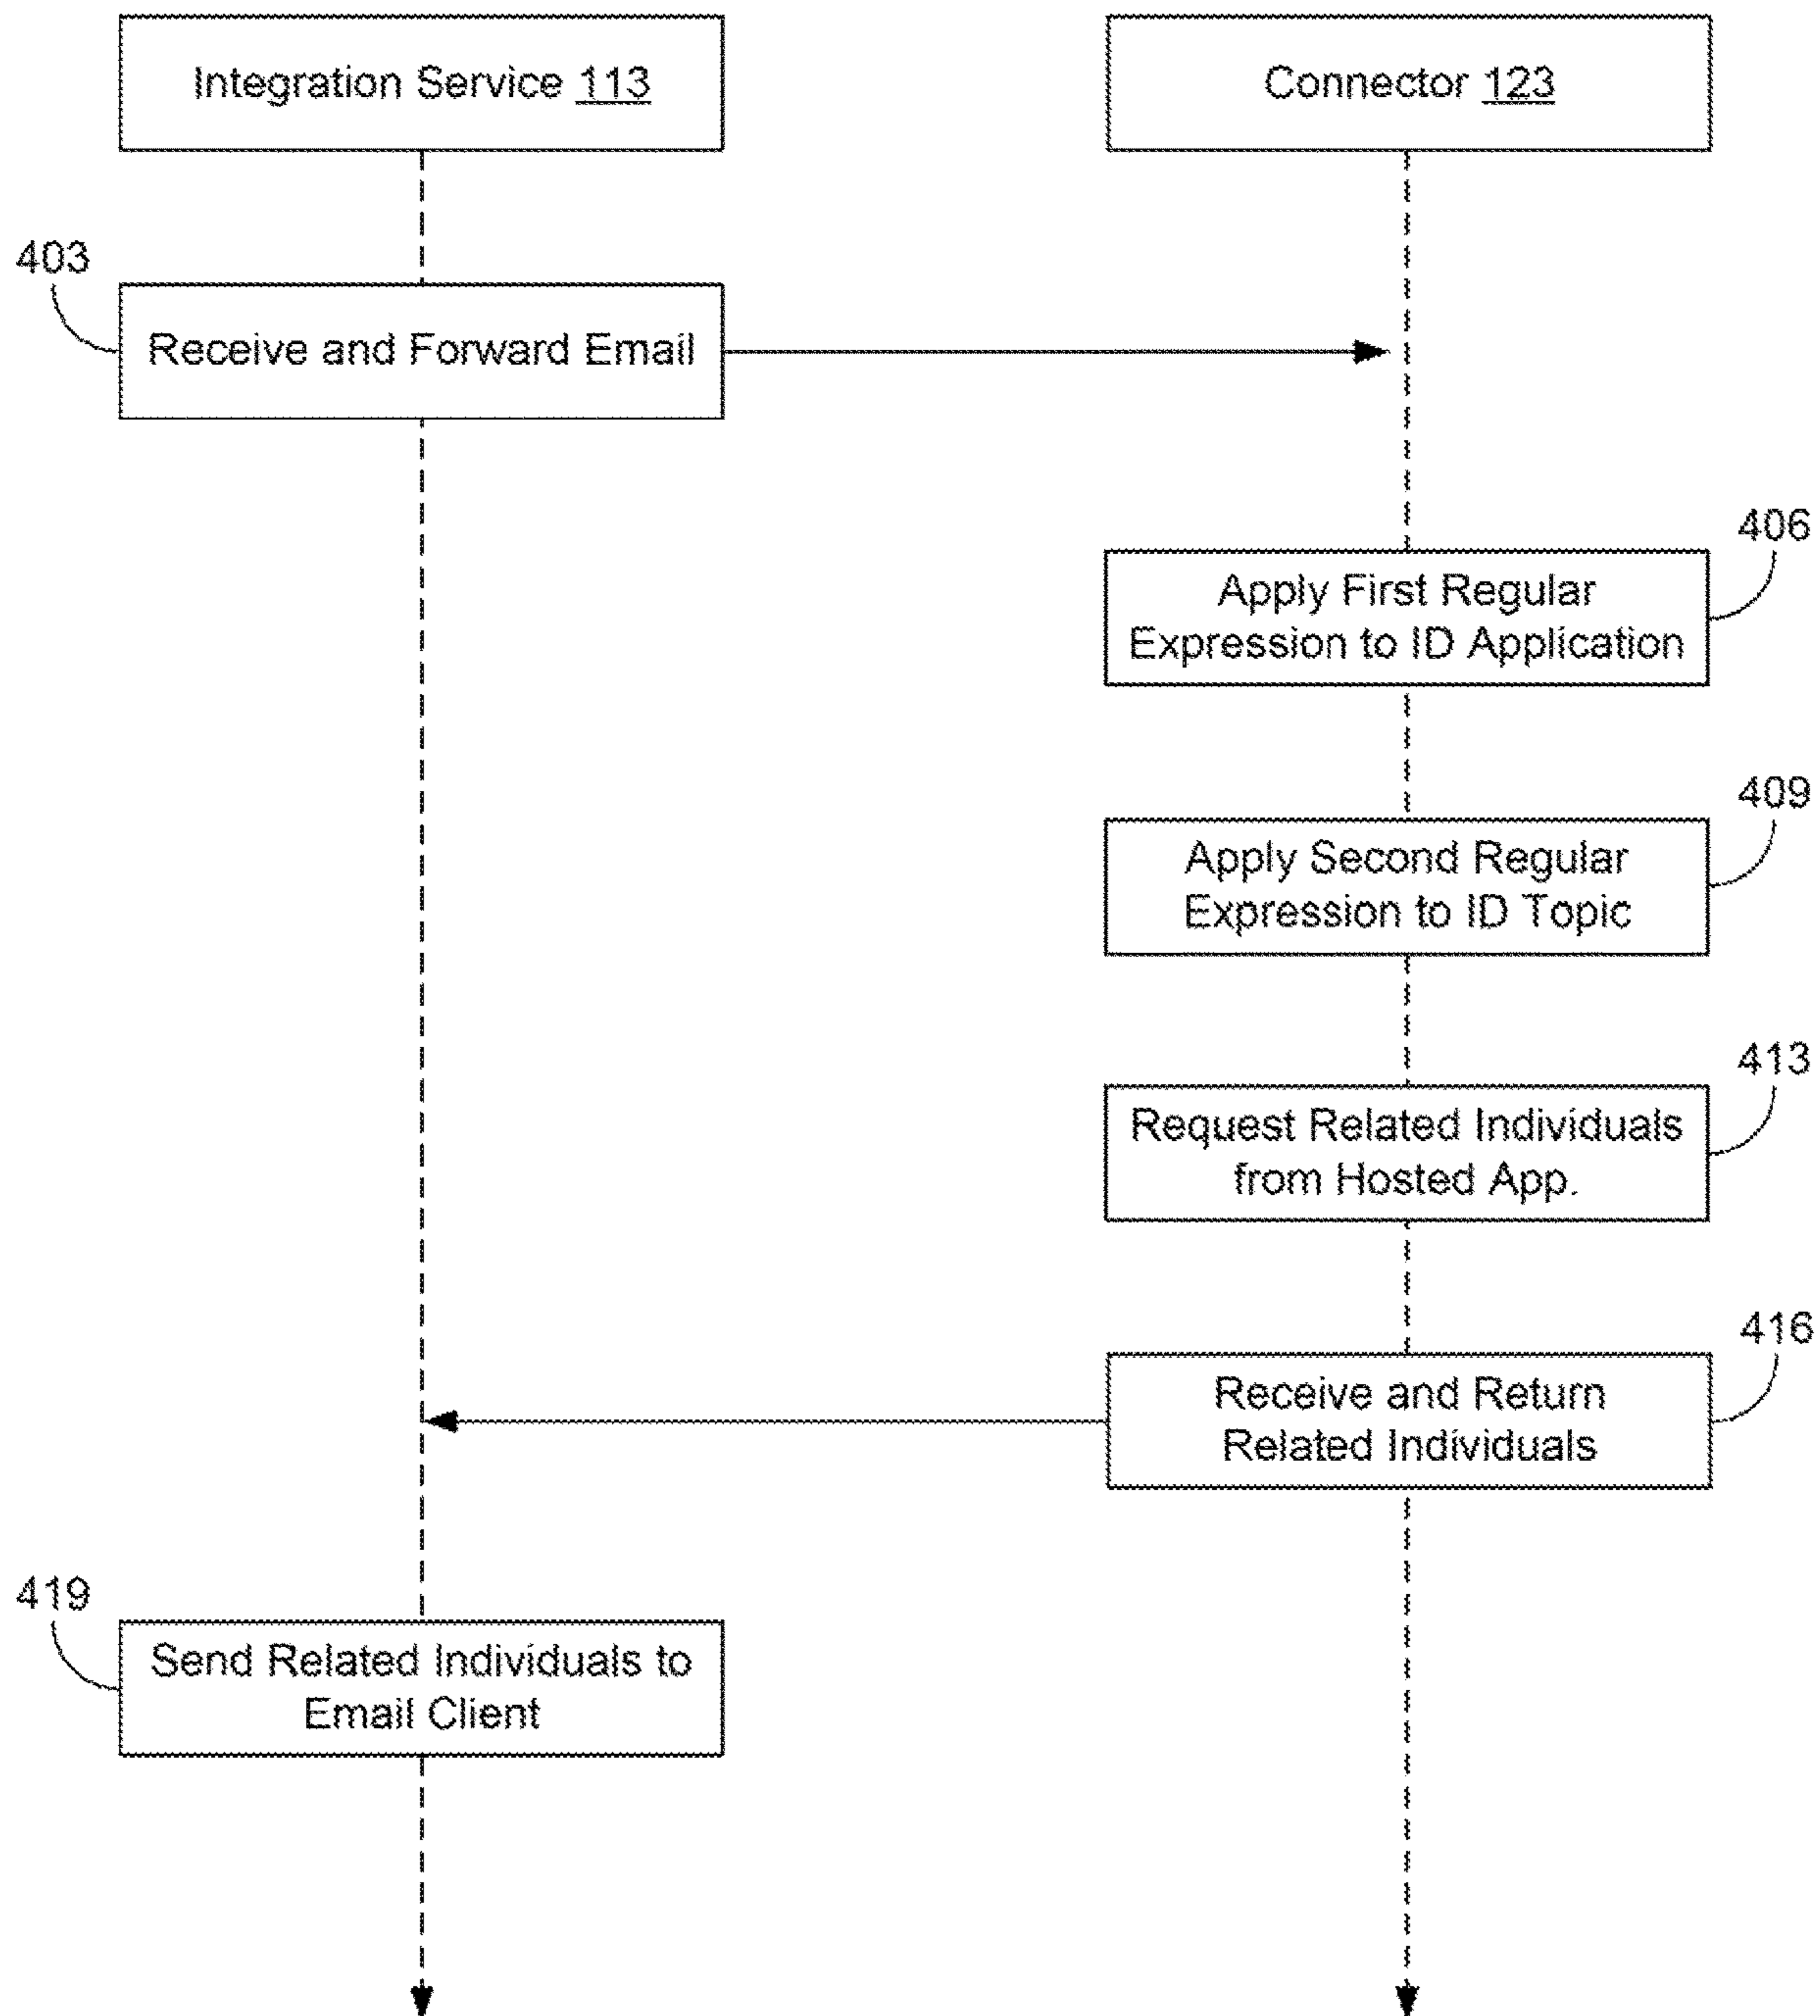 Integration Service 113
Connector 123
403
Receive and Forward Email
406
Apply First Regular
Expression to ID Application
409
Apply Second Regular
Expression to ID Topic
413
Request Related Individuals
from Hosted App.
416
Receive and Return
Related Individuals
419
Send Related Individuals to
Email Client